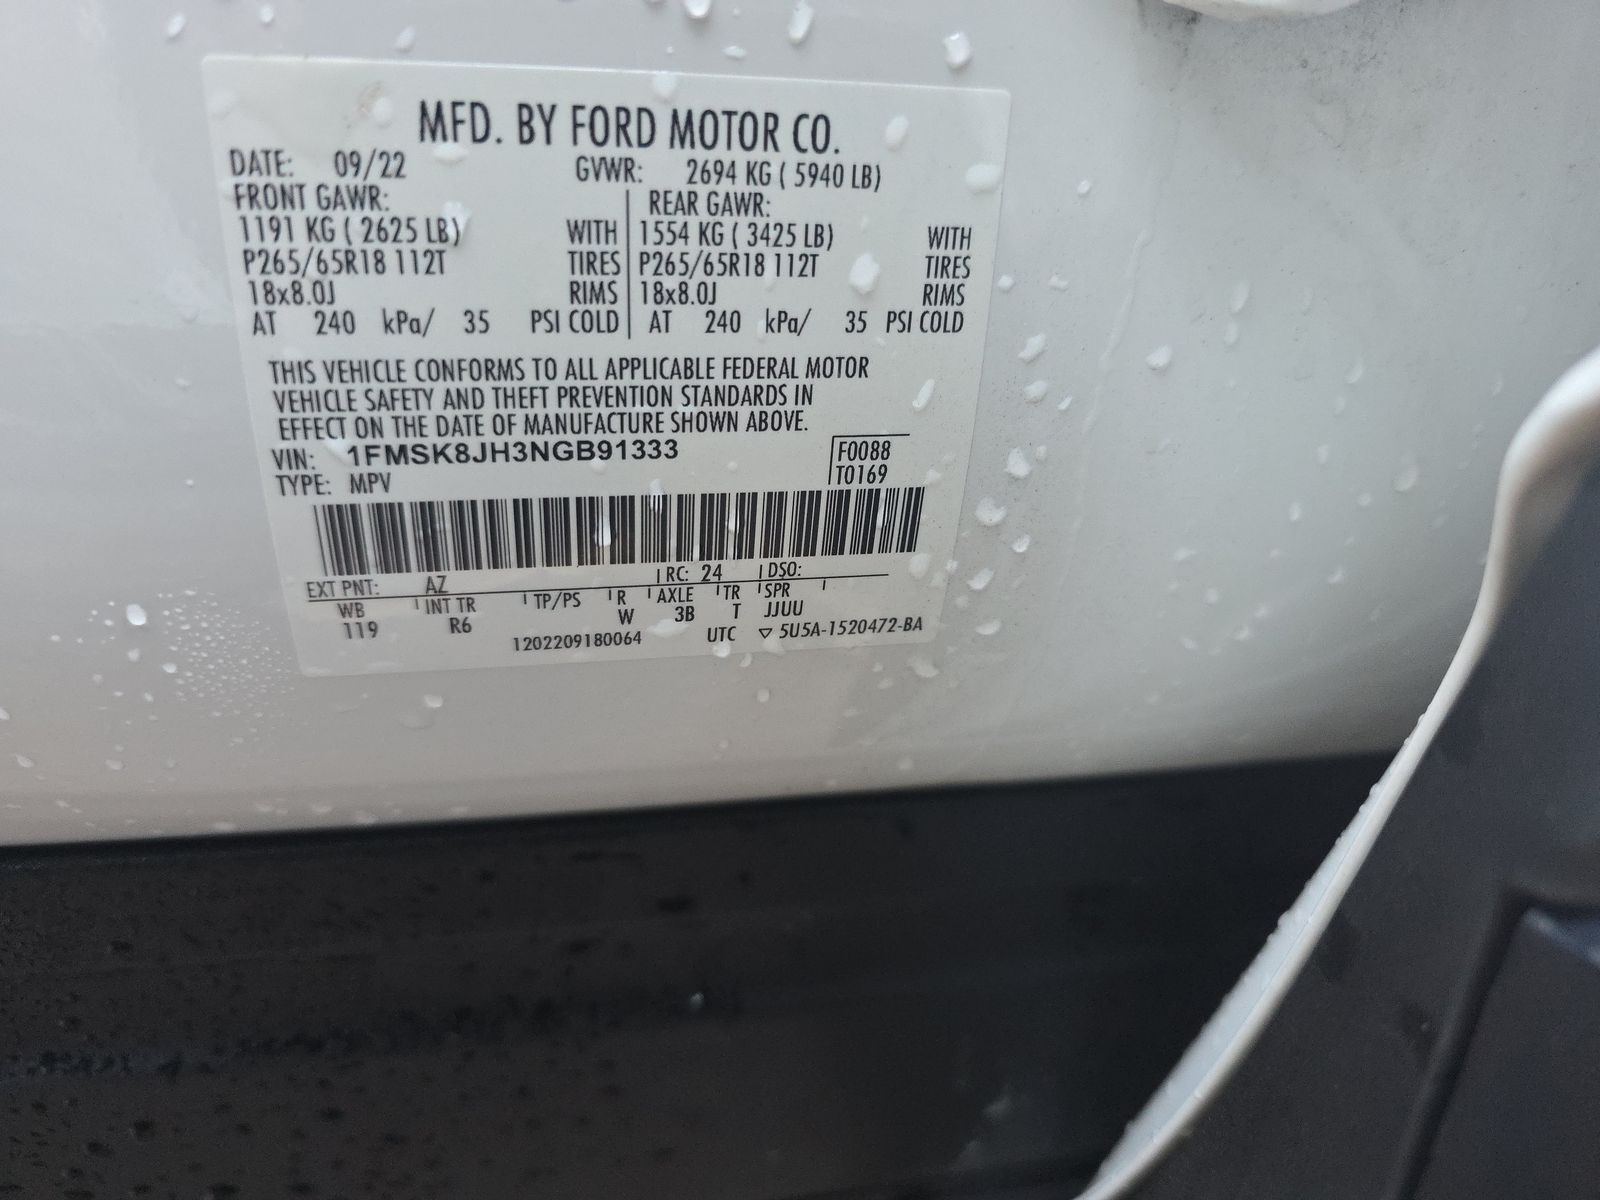 MFD. BY FORD MOTOR CO.
DATE: 09/22 GVWR: 2694 KG ( 5940 LB)
FRONT GAWR: REAR GAWR:
1191 KG ( 2625 LB) WITH 1554 KG ( 3425 LB) WITH
P265/65R18 112T TIRES P265/65R18 112T TIRES
18x8.0J RIMS 18x8.0J RIMS
AT 240 kPa/ 35 PSI COLD AT 240 kPa/ 35 PSI COLD
THIS VEHICLE CONFORMS TO ALL APPLICABLE FEDERAL MOTOR
VEHICLE SAFETY AND THEFT PREVENTION STANDARDS IN
EFFECT ON THE DATE OF MANUFACTURE SHOWN ABOVE.
VIN: 1FMSK8JH3NGB91333 F0088
TYPE: MPV T0169
EXT PNT: AZ RC: 24 DSO:
WB INT TR TP/PS R AXLE TR SPR
119 R6 W 3B T JJUU
1202209180064 UTC ▽ 5U5A-1520472-BA